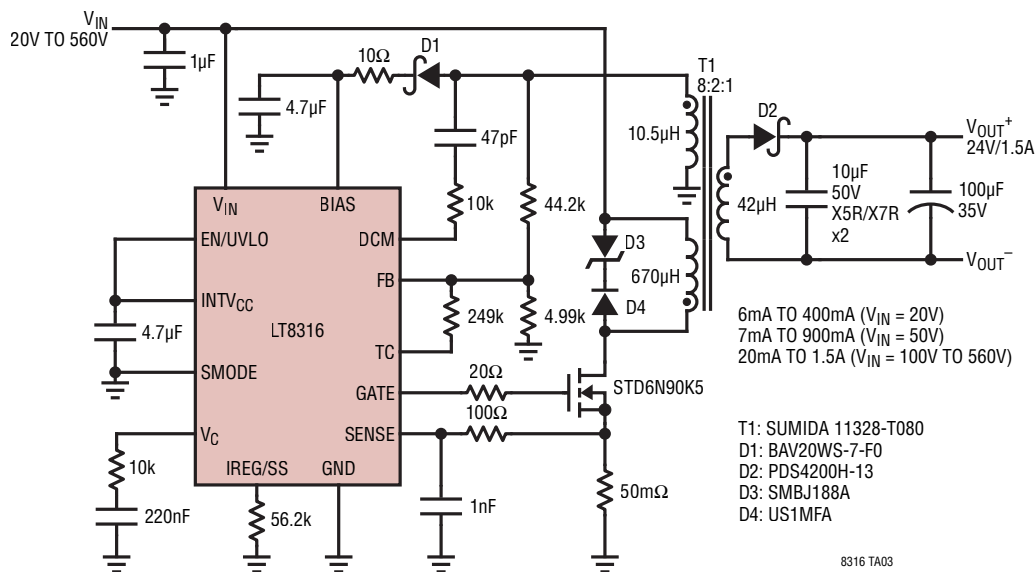 VIN
20V TO 560V
1µF
4.7µF
10Ω
D1
47pF
10k
44.2k
T1
8:2:1
10.5µH
D2
VOUT+
24V/1.5A
10µF
50V
X5R/X7R
x2
100µF
35V
42µH
VOUT−
VIN
BIAS
EN/UVLO
DCM
FB
INTVCC
LT8316
4.7µF
249k
4.99k
TC
SMODE
D3
670µH
D4
GATE
20Ω
STD6N90K5
SENSE
100Ω
VC
IREG/SS
GND
10k
220nF
56.2k
1nF
50mΩ
6mA TO 400mA (VIN = 20V)
7mA TO 900mA (VIN = 50V)
20mA TO 1.5A (VIN = 100V TO 560V)
T1: SUMIDA 11328-T080
D1: BAV20WS-7-F0
D2: PDS4200H-13
D3: SMBJ188A
D4: US1MFA
8316 TA03